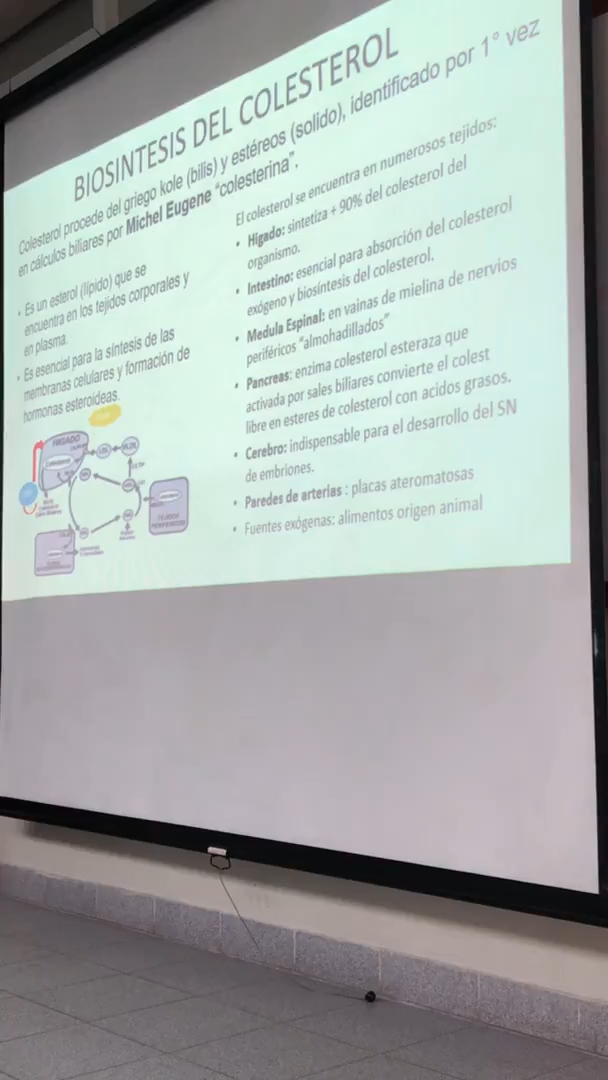 BIOSINTESIS DEL COLESTEROL
Colesterol procede del griego kole (bilis) y estéreos (solido), identificado por 1° vez
en cálculos biliares por Michel Eugene “colesterina”.
• Es un esterol (lípido) que se
encuentra en los tejidos corporales y
en plasma.
• Es esencial para la síntesis de las
membranas celulares y formación de
hormonas esteroideas.
HIGADO
TEJIDOS
PERIFERICOS
El colesterol se encuentra en numerosos tejidos:
• Higado: sintetiza + 90% del colesterol del
organismo.
• Intestino: esencial para absorción del colesterol
exógeno y biosíntesis del colesterol.
• Medula Espinal: en vainas de mielina de nervios
periféricos “almohadillados”
• Pancreas: enzima colesterol esteraza que
activada por sales biliares convierte el colest
libre en esteres de colesterol con acidos grasos.
• Cerebro: indispensable para el desarrollo del SN
de embriones.
• Paredes de arterias : placas ateromatosas
• Fuentes exógenas: alimentos origen animal